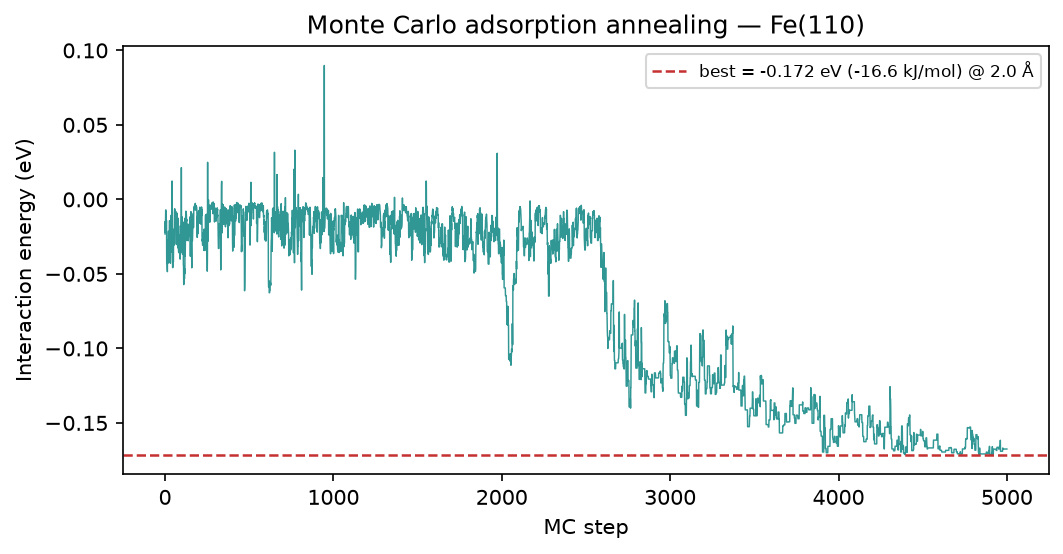 Monte Carlo adsorption annealing — Fe(110)
best = -0.172 eV (-16.6 kJ/mol) @ 2.0 Å
Interaction energy (eV)
0.10
0.05
0.00
−0.05
−0.10
−0.15
0 1000 2000 3000 4000 5000
MC step